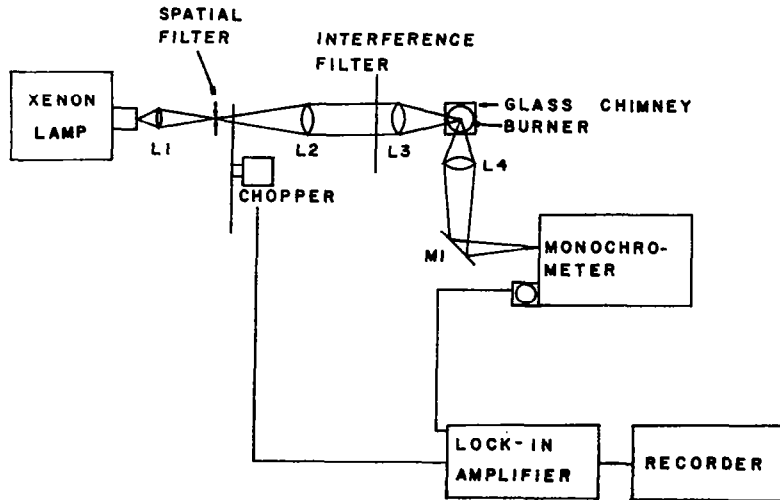 SPATIAL
FILTER
INTERFERENCE
FILTER
XENON
LAMP
L1
L2
L3
GLASS CHIMNEY
BURNER
L4
CHOPPER
M1
MONOCHRO-
METER
LOCK-IN
AMPLIFIER
RECORDER